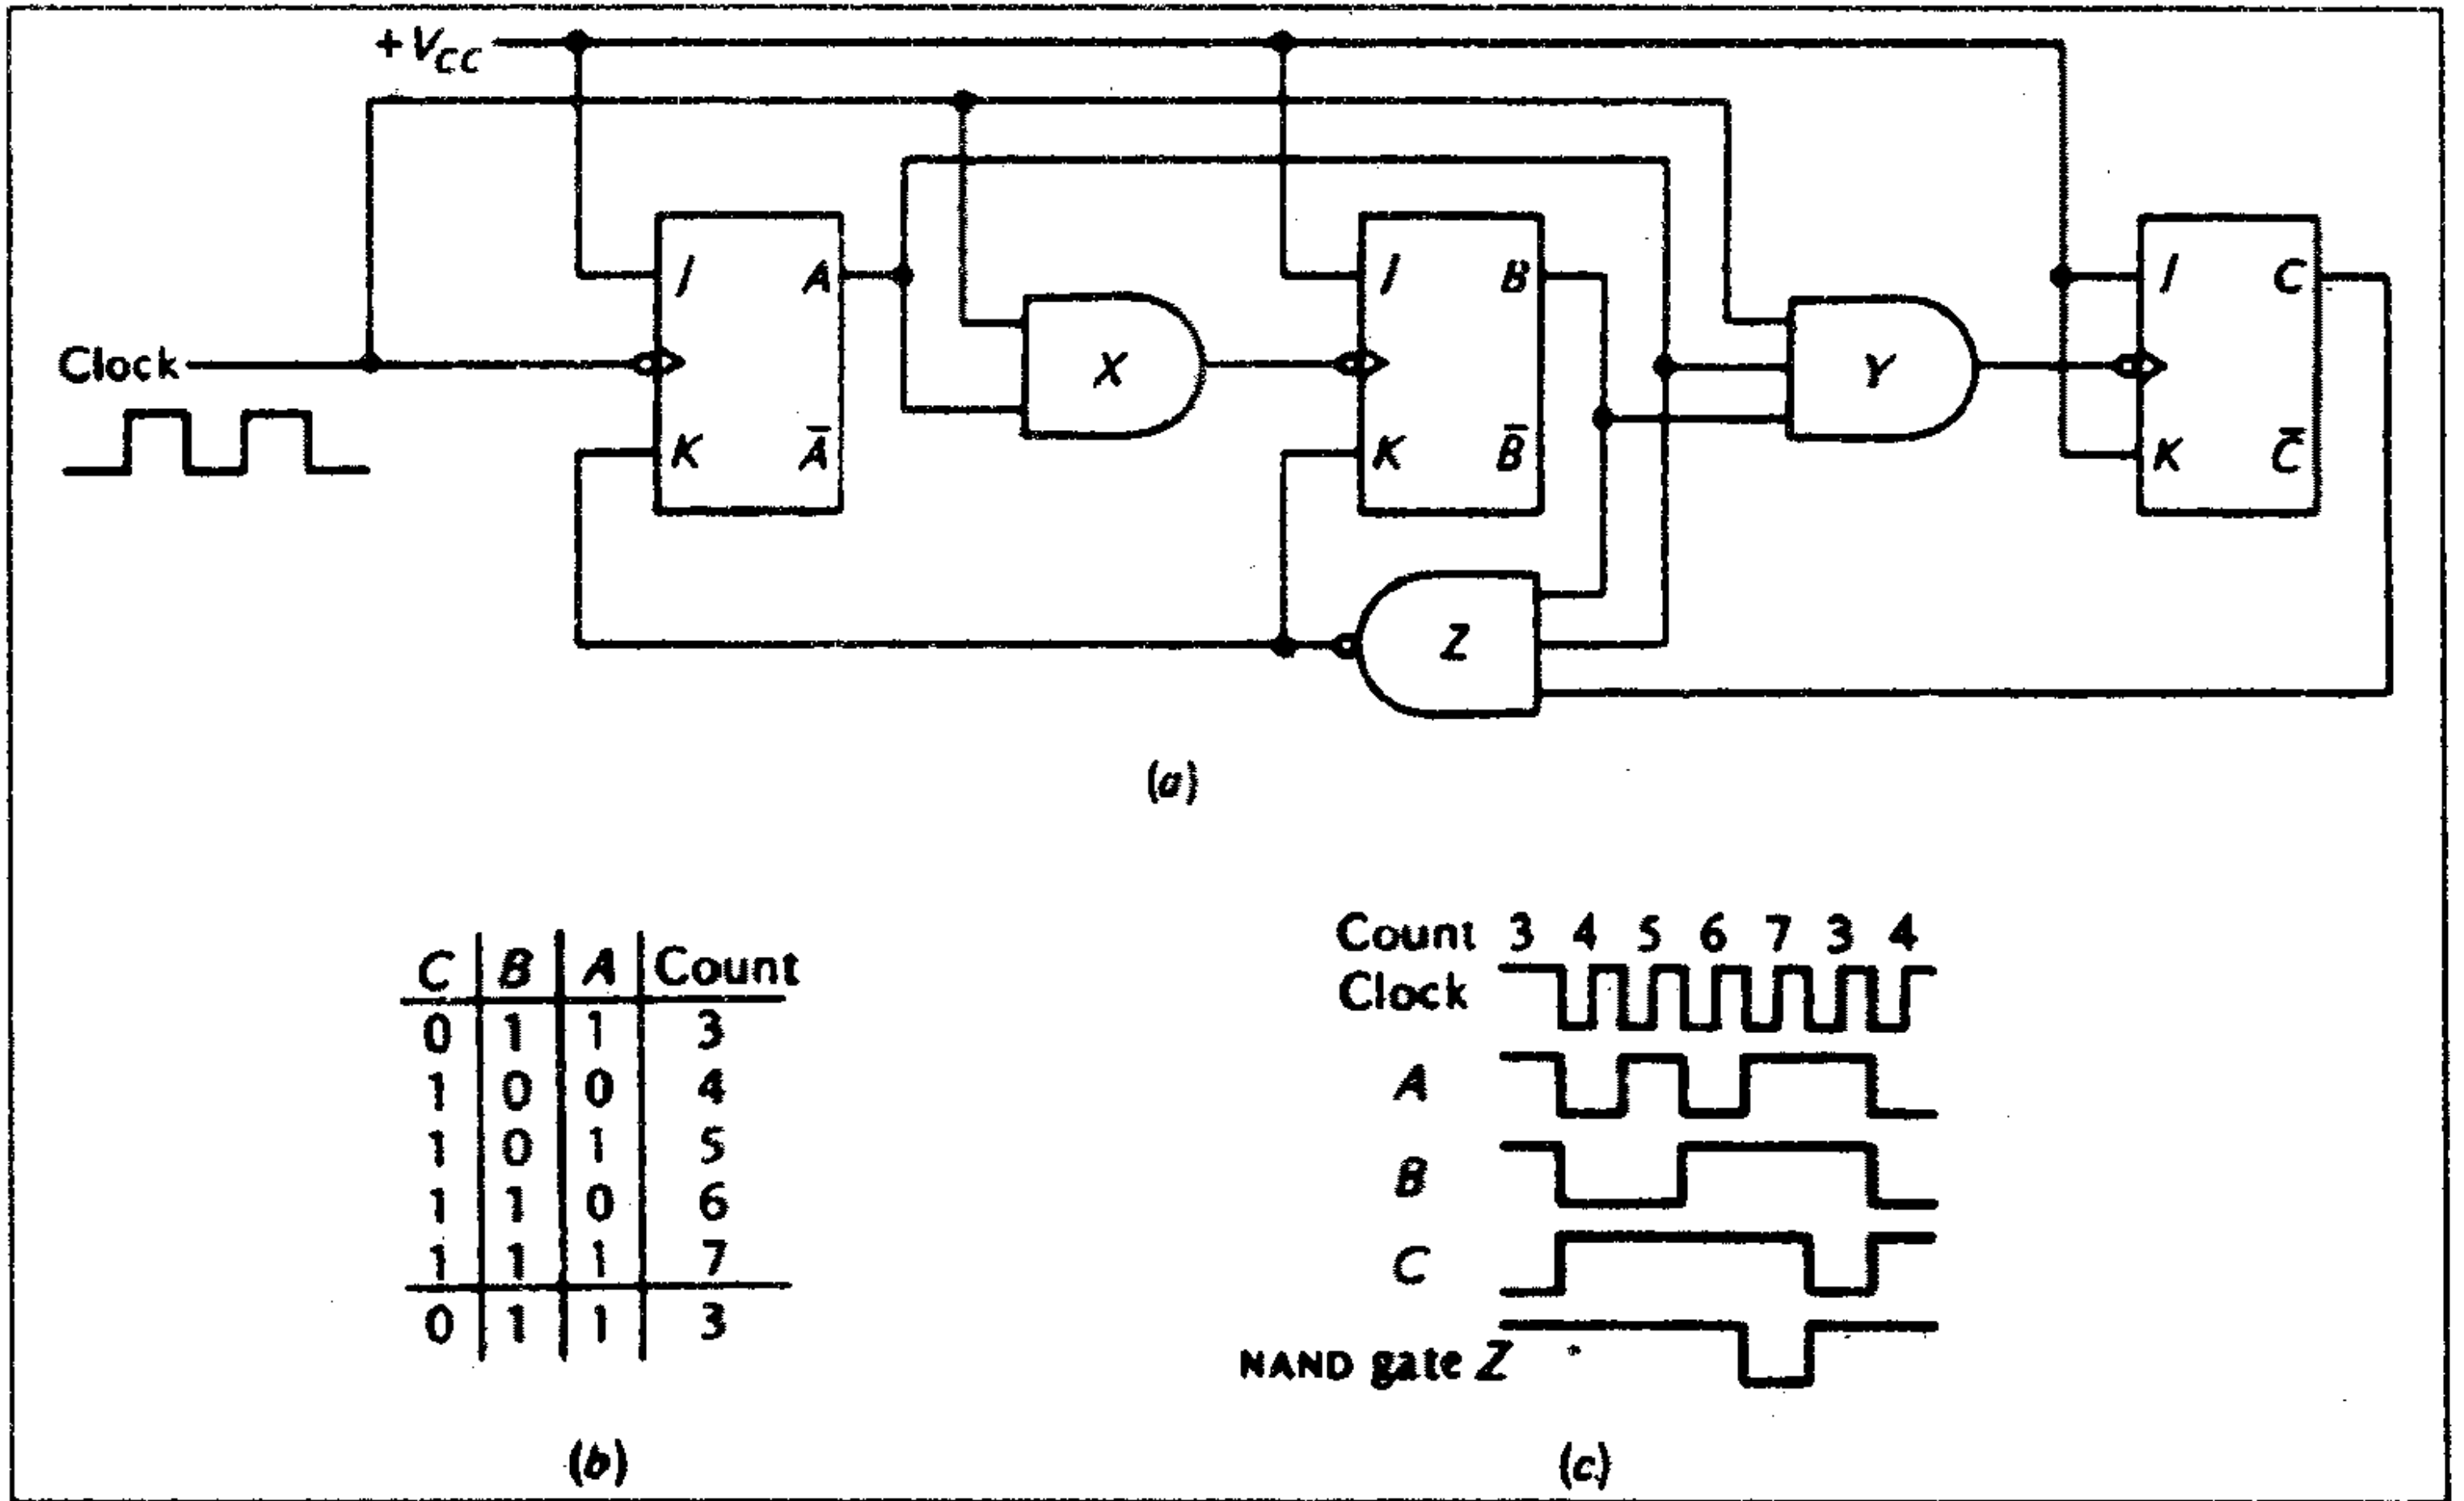 +VCC
J A J B J C
Clock X Y
K A̅ K B̅ K C̅
Z
(a)
C B A Count
0 1 1 3
1 0 0 4
1 0 1 5
1 1 0 6
1 1 1 7
0 1 1 3
(b)
Count 3 4 5 6 7 3 4
Clock
A
B
C
NAND gate Z
(c)